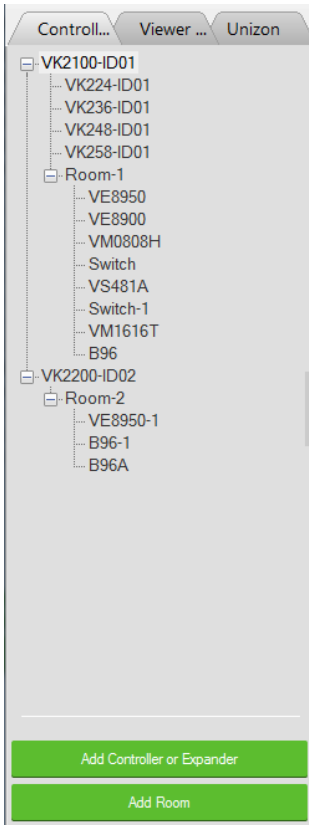 Controll... Viewer ... Unizon
VK2100-ID01
VK224-ID01
VK236-ID01
VK248-ID01
VK258-ID01
Room-1
VE8950
VE8900
VM0808H
Switch
VS481A
Switch-1
VM1616T
B96
VK2200-ID02
Room-2
VE8950-1
B96-1
B96A
Add Controller or Expander
Add Room